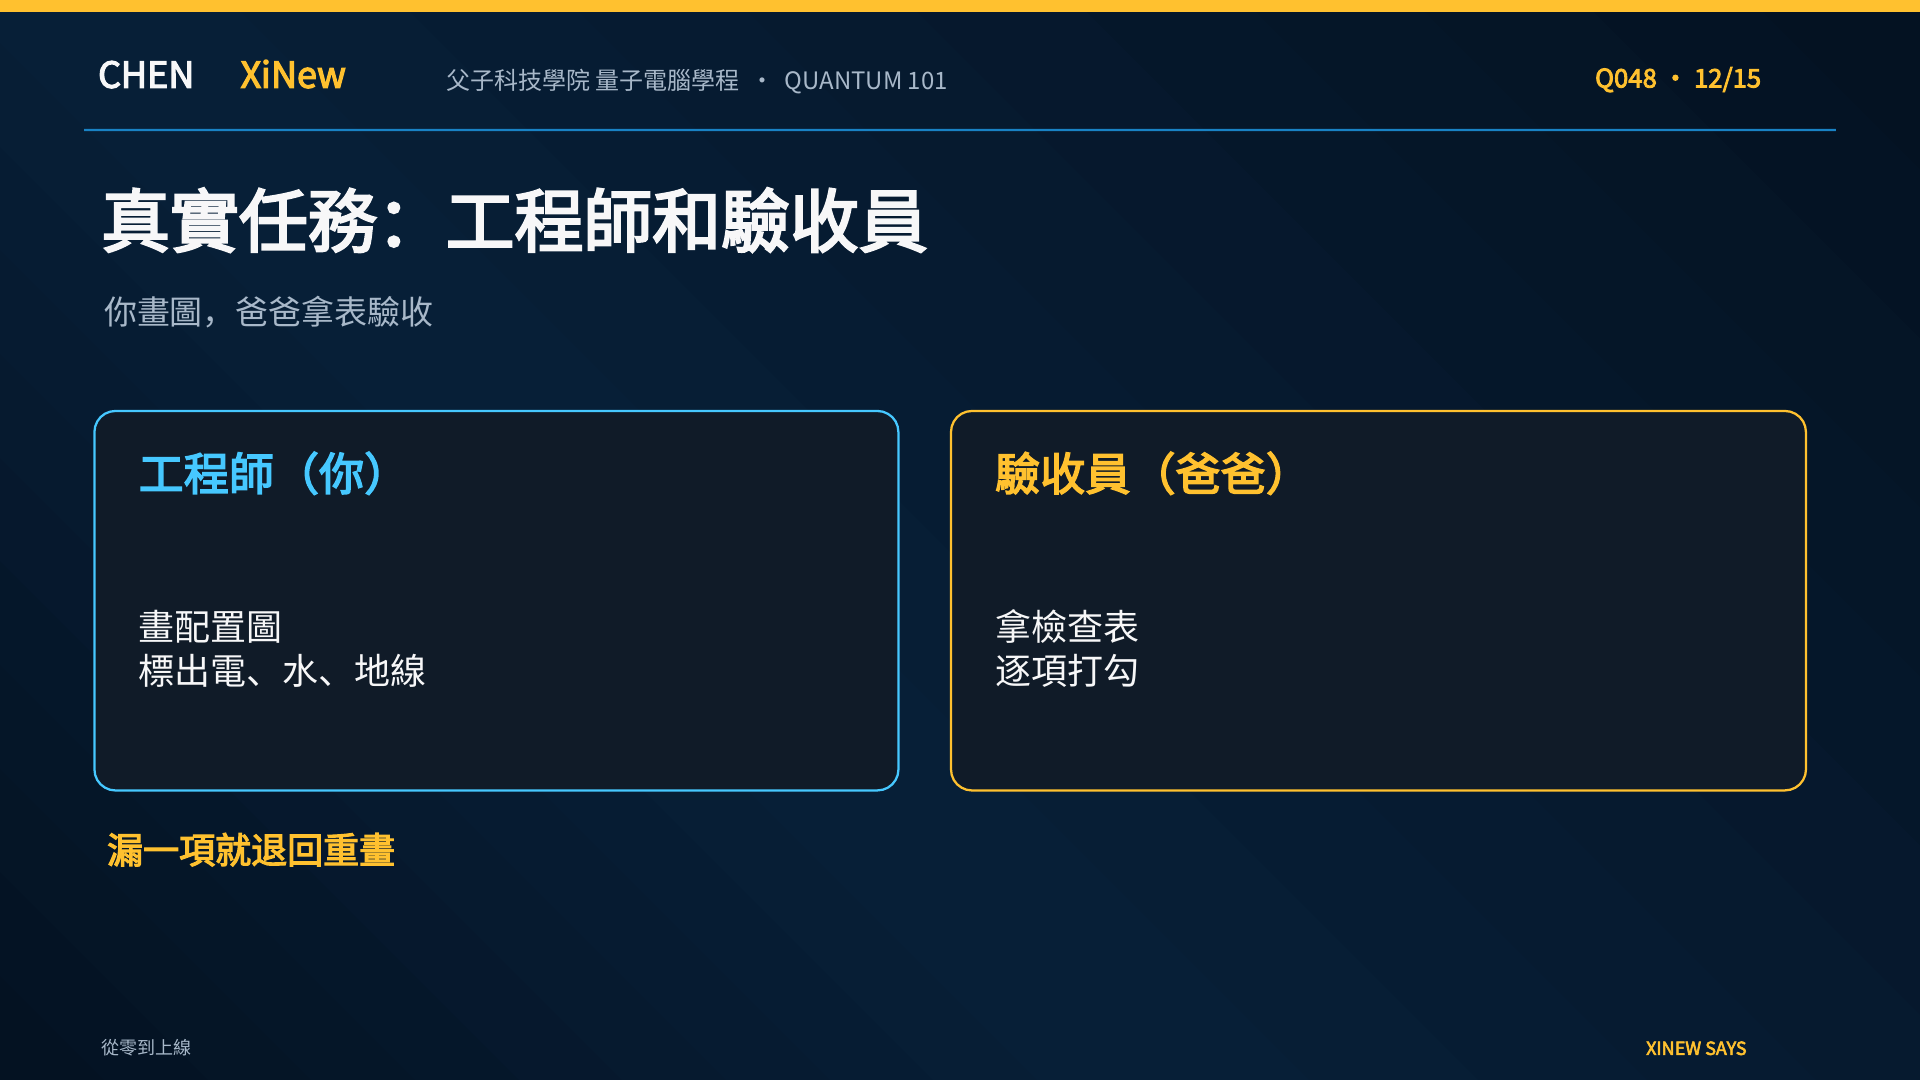 CHEN XiNew 父子科技學院 量子電腦學程 · QUANTUM 101 Q048 · 12/15
真實任務：工程師和驗收員
你畫圖，爸爸拿表驗收
工程師（你）
畫配置圖
標出電、水、地線
驗收員（爸爸）
拿檢查表
逐項打勾
漏一項就退回重畫
從零到上線 XINEW SAYS